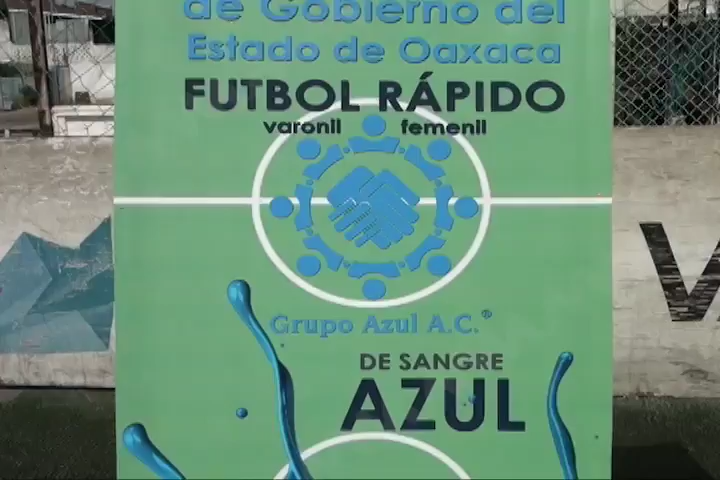 de Gobierno del
Estado de Oaxaca
FUTBOL RÁPIDO
varonil femenil
Grupo Azul A.C.®
DE SANGRE
AZUL